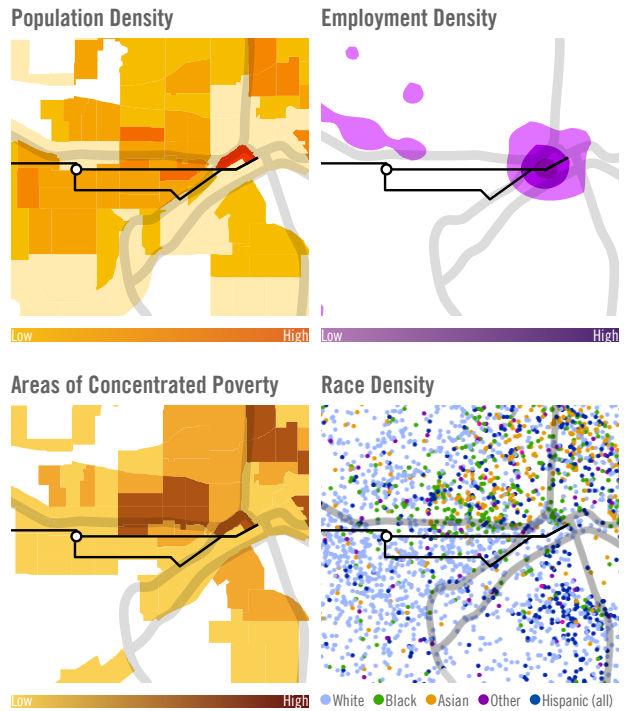 Population Density
Employment Density
Low High
Low High
Areas of Concentrated Poverty
Race Density
Low High
White Black Asian Other Hispanic (all)